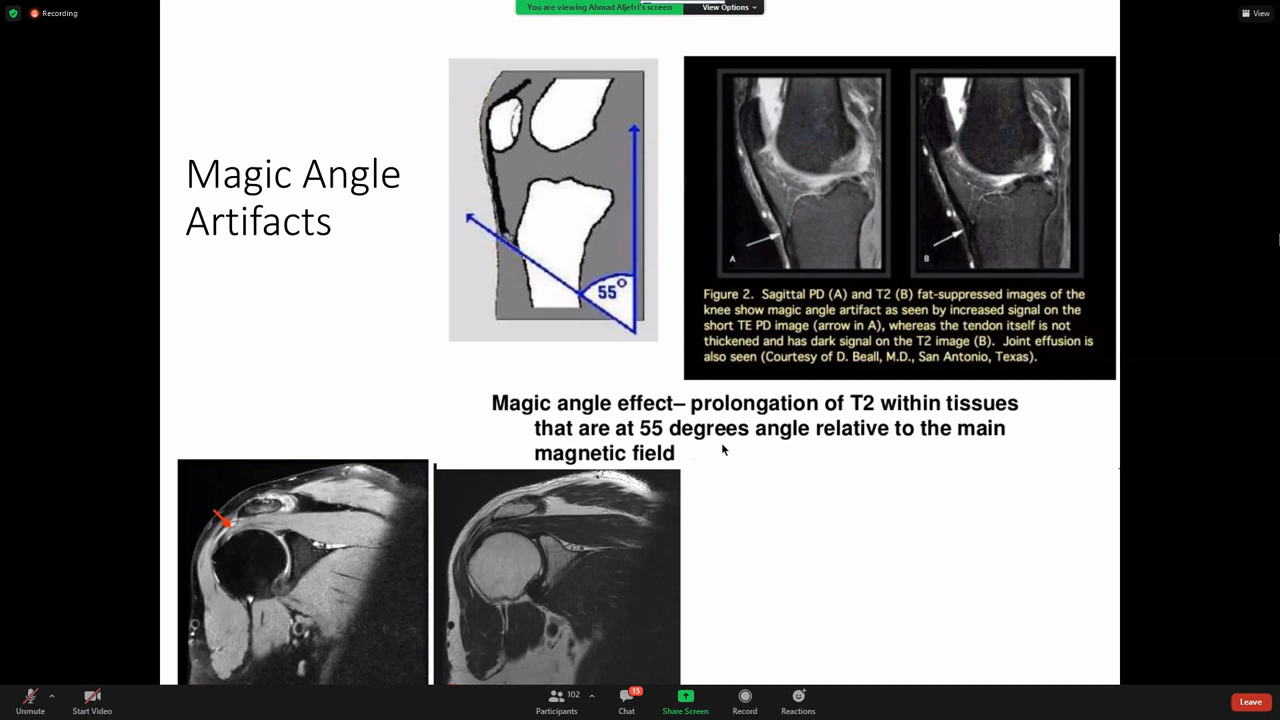 Recording
You are viewing Ahmad Aljefri's screen
View Options
View
Magic Angle
Artifacts
55°
A
B
Figure 2. Sagittal PD (A) and T2 (B) fat-suppressed images of the
knee show magic angle artifact as seen by increased signal on the
short TE PD image (arrow in A), whereas the tendon itself is not
thickened and has dark signal on the T2 image (B). Joint effusion is
also seen (Courtesy of D. Beall, M.D., San Antonio, Texas).
Magic angle effect– prolongation of T2 within tissues
that are at 55 degrees angle relative to the main
magnetic field
Unmute
Start Video
102
Participants
15
Chat
Share Screen
Record
Reactions
Leave